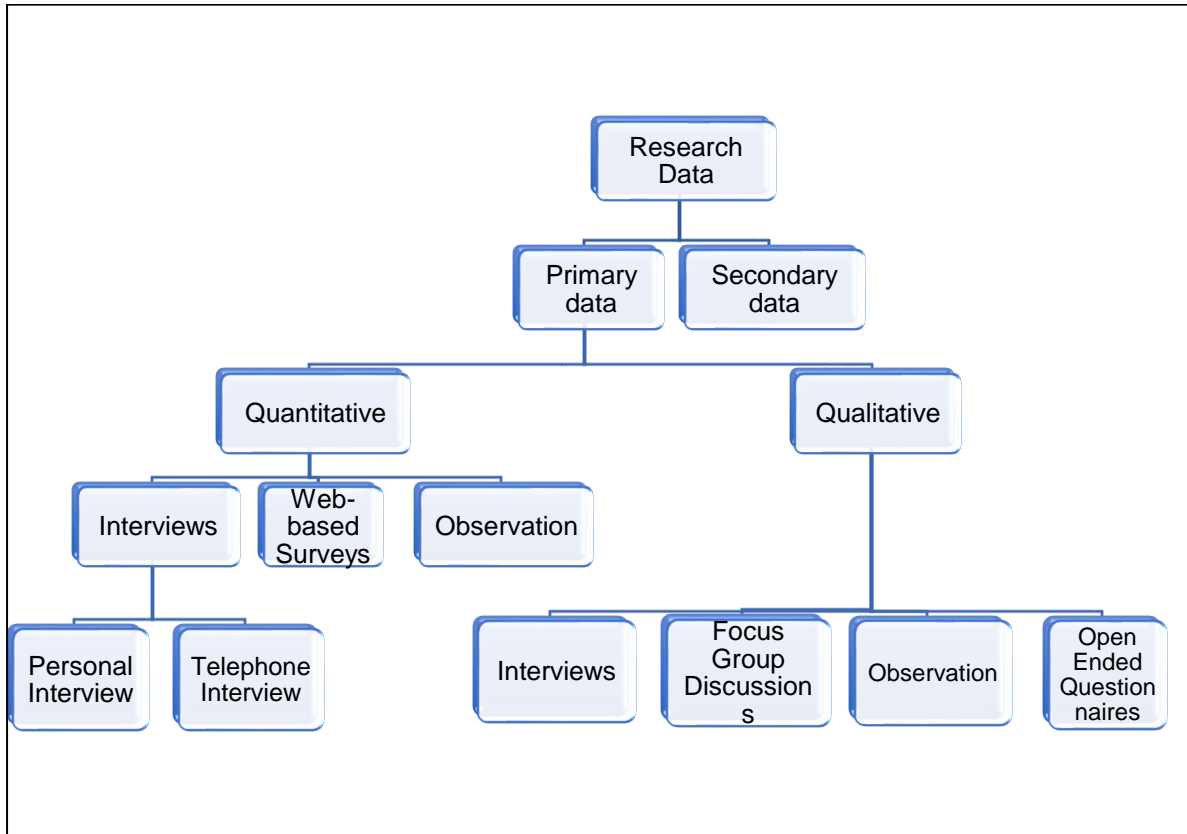 Research
Data
Primary
data
Secondary
data
Quantitative
Qualitative
Interviews
Web-
based
Surveys
Observation
Personal
Interview
Telephone
Interview
Interviews
Focus
Group
Discussion
s
Observation
Open
Ended
Question
naires